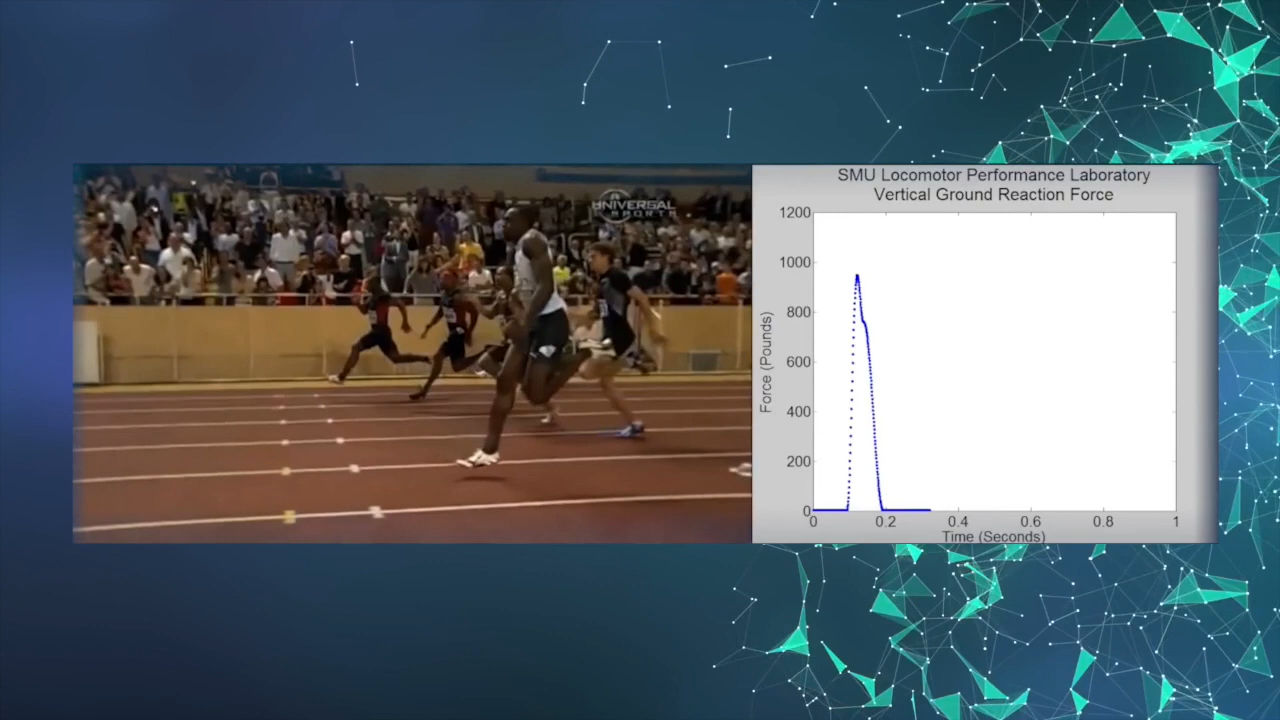 UNIVERSAL
SPORTS
SMU Locomotor Performance Laboratory
Vertical Ground Reaction Force
1200
1000
800
600
400
200
0
Force (Pounds)
0 0.2 0.4 0.6 0.8 1
Time (Seconds)